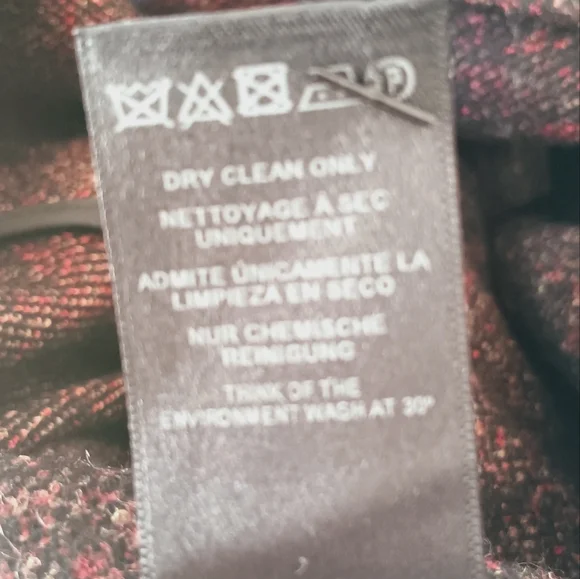 P
DRY CLEAN ONLY
NETTOYAGE À SEC
UNIQUEMENT
ADMITE ÚNICAMENTE LA
LIMPIEZA EN SECO
NUR CHEMISCHE
REINIGUNG
THINK OF THE
ENVIRONMENT WASH AT 30°